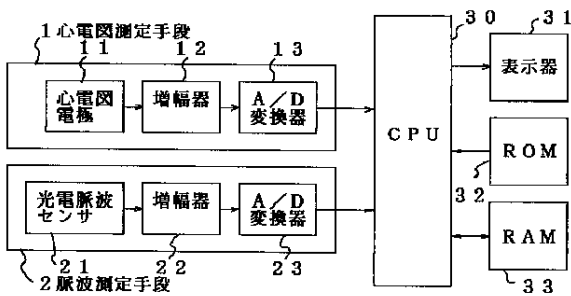 1心電図測定手段
11
12
13
心電図
電極
増幅器
A/D
変換器
30
CPU
31
表示器
ROM
32
RAM
33
光電脈波
センサ
増幅器
A/D
変換器
21
22
23
2脈波測定手段